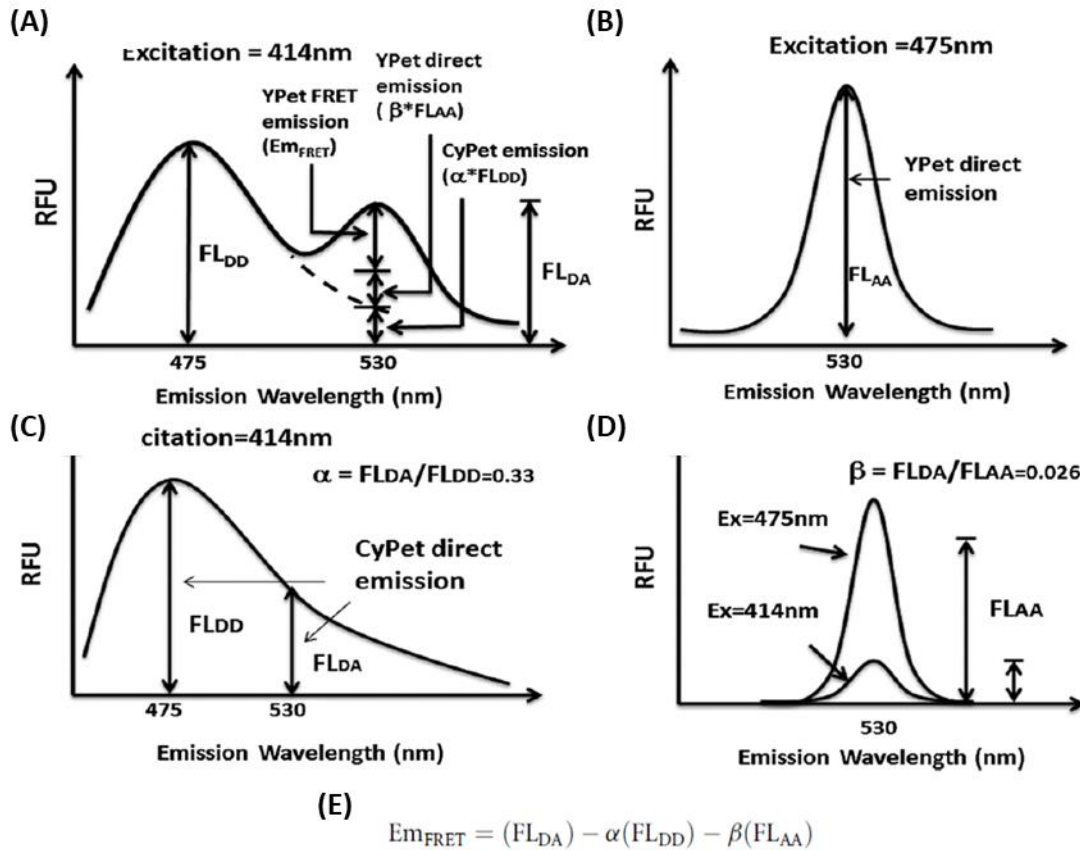 (A)
Excitation = 414nm
YPet FRET
emission
(EmFRET)
YPet direct
emission
( β*FLAA)
CyPet emission
(α*FLDD)
RFU
FLDD
FLDA
475
530
Emission Wavelength (nm)
(B)
Excitation =475nm
RFU
YPet direct
emission
FLAA
530
Emission Wavelength (nm)
(C)
citation=414nm
α = FLDA/FLDD=0.33
CyPet direct
emission
RFU
FLDD
FLDA
475
530
Emission Wavelength (nm)
(D)
β = FLDA/FLAA=0.026
Ex=475nm
Ex=414nm
RFU
FLAA
530
Emission Wavelength (nm)
(E)
EmFRET = (FLDA) − α(FLDD) − β(FLAA)